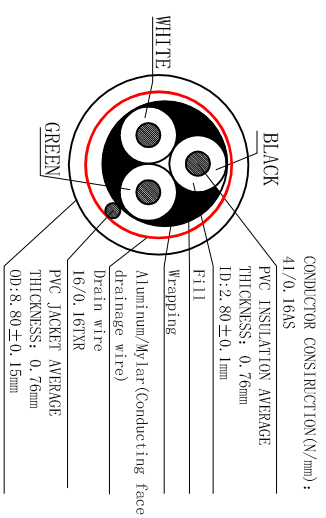 WHITE
BLACK
GREEN
CONDUCTOR CONSIRUCTION(N/mm):
41/0.16AS
PVC INSULATION AVERAGE
THICKNESS: 0.76mm
ID:2.80±0.1mm
Fill
Wrapping
Aluminum/Mylar(Conducting face
drainage wire)
Drain wire
16/0.16TXR
PVC JACKET AVERAGE
THICKNESS: 0.76mm
OD:8.80±0.15mm